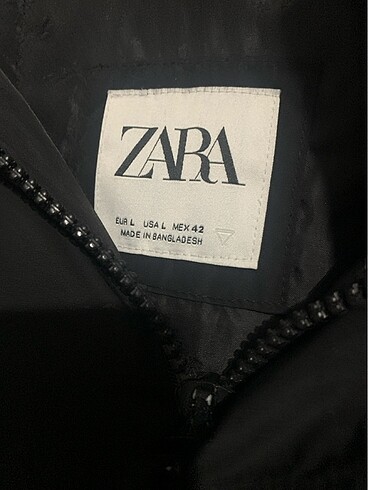 ZARA
EUR L USA L MEX 42
MADE IN BANGLADESH